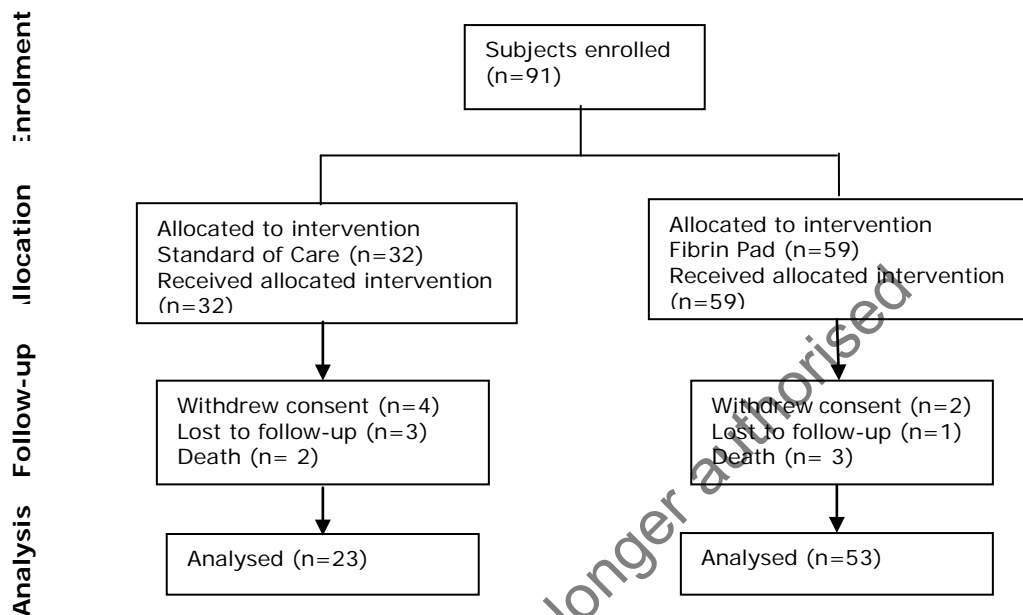 Enrolment
Subjects enrolled
(n=91)
Allocation
Allocated to intervention
Standard of Care (n=32)
Received allocated intervention
(n=32)
Allocated to intervention
Fibrin Pad (n=59)
Received allocated intervention
(n=59)
Follow-up
Withdrew consent (n=4)
Lost to follow-up (n=3)
Death (n= 2)
Withdrew consent (n=2)
Lost to follow-up (n=1)
Death (n= 3)
Analysis
Analysed (n=23)
Analysed (n=53)
longer authorised